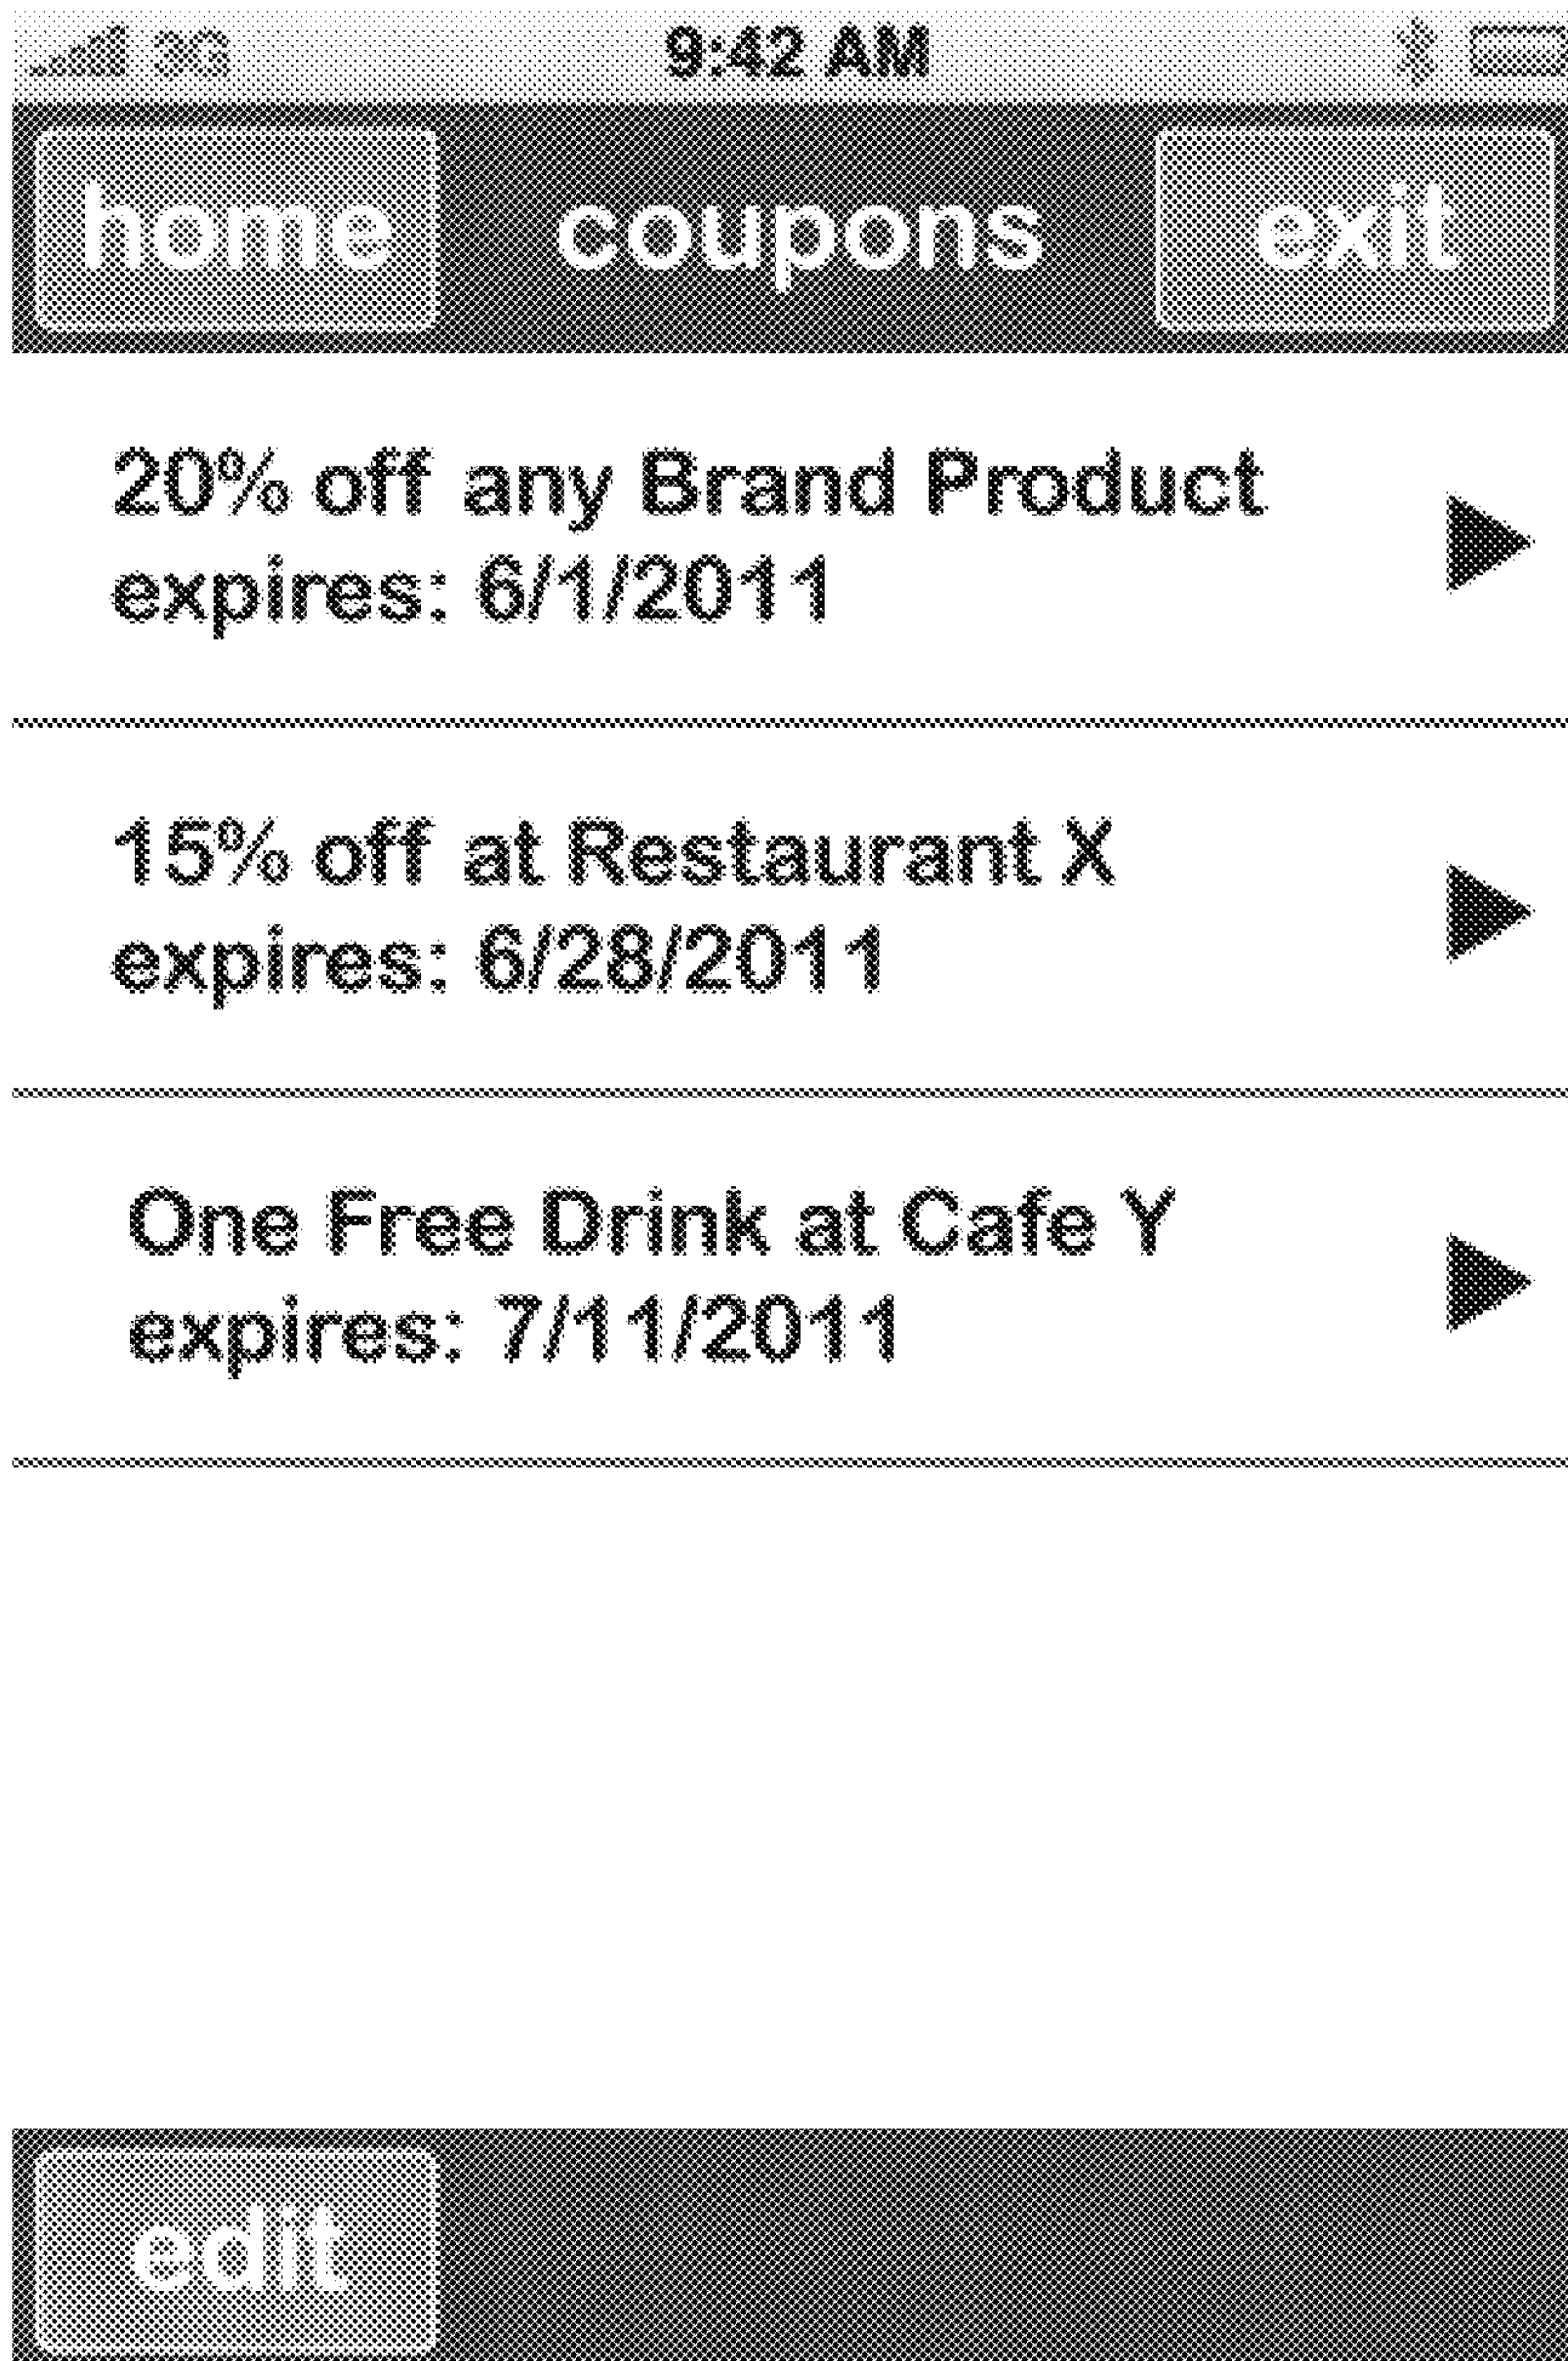 3G 9:42 AM
home coupons exit
20% off any Brand Product
expires: 6/1/2011
15% off at Restaurant X
expires: 6/28/2011
One Free Drink at Cafe Y
expires: 7/11/2011
edit